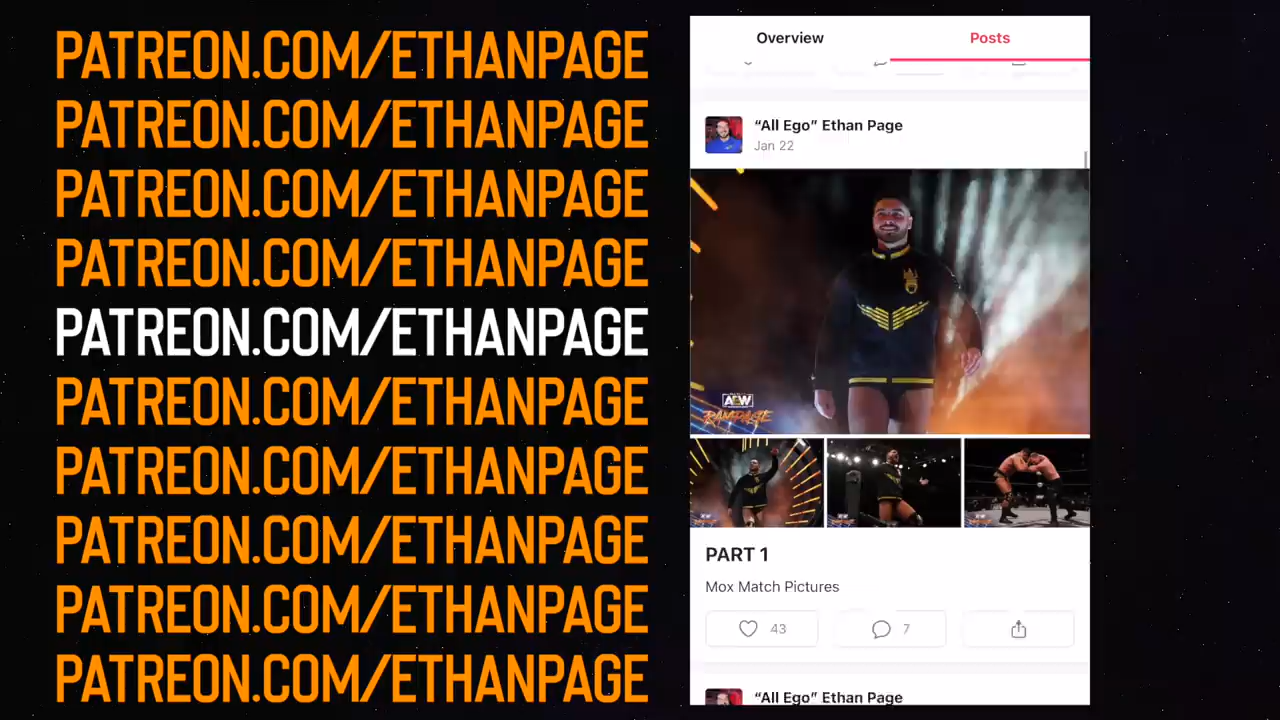 PATREON.COM/ETHANPAGE
PATREON.COM/ETHANPAGE
PATREON.COM/ETHANPAGE
PATREON.COM/ETHANPAGE
PATREON.COM/ETHANPAGE
PATREON.COM/ETHANPAGE
PATREON.COM/ETHANPAGE
PATREON.COM/ETHANPAGE
PATREON.COM/ETHANPAGE
PATREON.COM/ETHANPAGE
Overview
Posts
“All Ego” Ethan Page
Jan 22
AEW
RAMPAGE
PART 1
Mox Match Pictures
43
7
“All Ego” Ethan Page